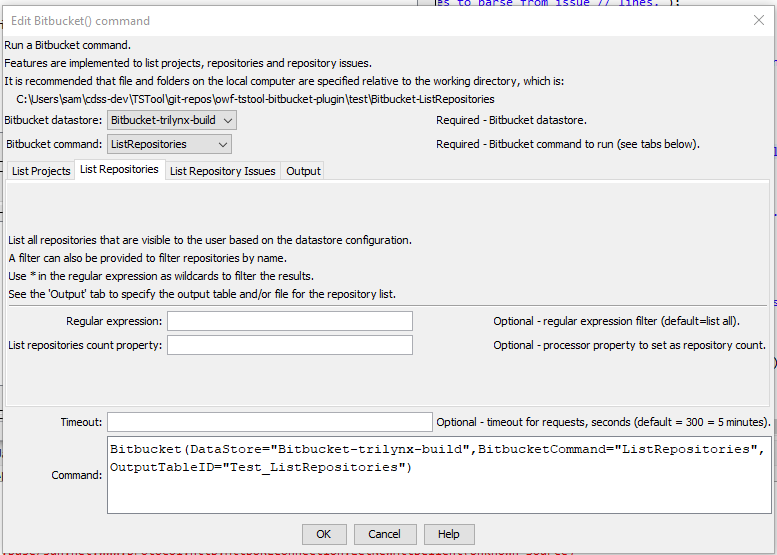 es to parse from issue // lines. );
Edit Bitbucket() command
Run a Bitbucket command.
Features are implemented to list projects, repositories and repository issues.
It is recommended that file and folders on the local computer are specified relative to the working directory, which is:
C:\Users\sam\cdss-dev\TSTool\git-repos\owf-tstool-bitbucket-plugin\test\Bitbucket-ListRepositories
Bitbucket datastore: Bitbucket-trilynx-build Required - Bitbucket datastore.
Bitbucket command: ListRepositories Required - Bitbucket command to run (see tabs below).
List Projects List Repositories List Repository Issues Output
List all repositories that are visible to the user based on the datastore configuration.
A filter can also be provided to filter repositories by name.
Use * in the regular expression as wildcards to filter the results.
See the 'Output' tab to specify the output table and/or file for the repository list.
Regular expression: Optional - regular expression filter (default=list all).
List repositories count property: Optional - processor property to set as repository count.
Timeout: Optional - timeout for requests, seconds (default = 300 = 5 minutes).
Command: Bitbucket(DataStore="Bitbucket-trilynx-build",BitbucketCommand="ListRepositories",
OutputTableID="Test_ListRepositories")
OK Cancel Help